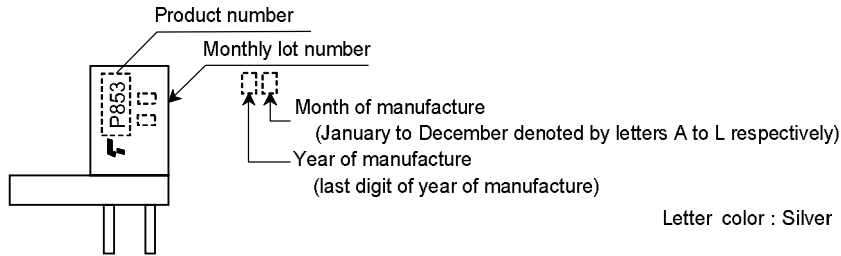 Product number
Monthly lot number
P853
Month of manufacture
(January to December denoted by letters A to L respectively)
Year of manufacture
(last digit of year of manufacture)
Letter color : Silver